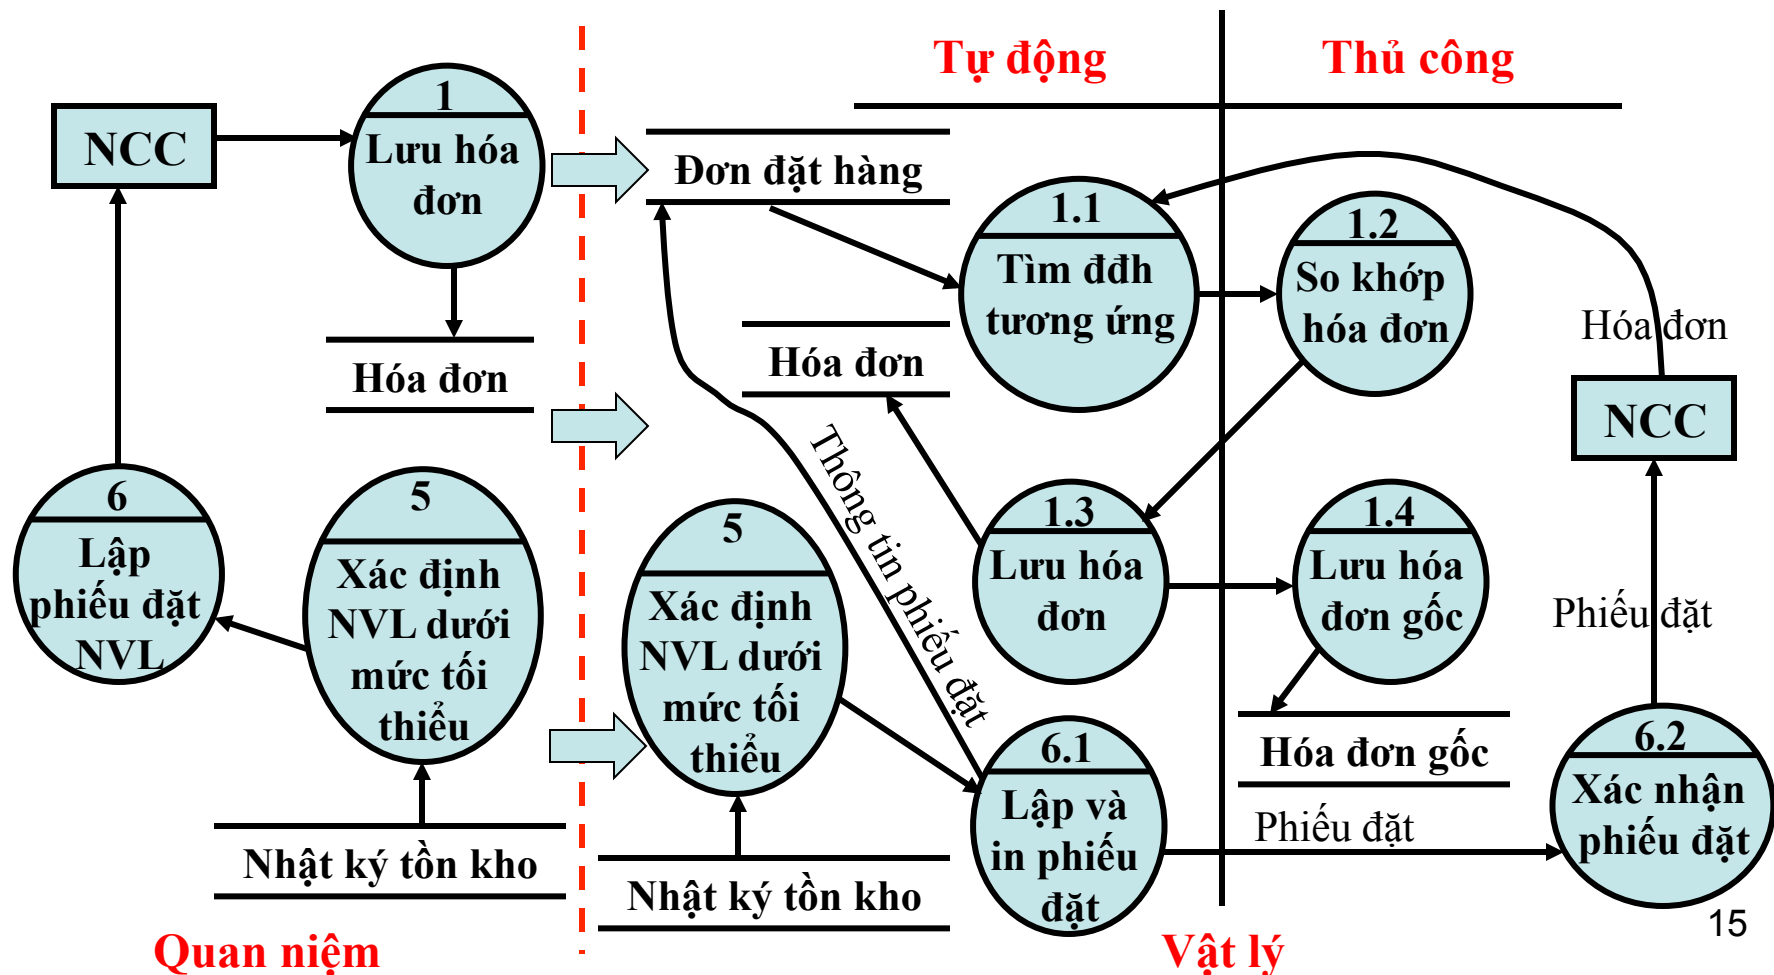 Tự động
Thủ công
1
Lưu hóa
đơn
NCC
Hóa đơn
6
Lập
phiếu đặt
NVL
5
Xác định
NVL dưới
mức tối
thiểu
Nhật ký tồn kho
Quan niệm
Đơn đặt hàng
1.1
Tìm đđh
tương ứng
1.2
So khớp
hóa đơn
Hóa đơn
Hóa đơn
NCC
Thông tin phiếu đặt
5
Xác định
NVL dưới
mức tối
thiểu
1.3
Lưu hóa
đơn
1.4
Lưu hóa
đơn gốc
Phiếu đặt
Hóa đơn gốc
6.1
Lập và
in phiếu
đặt
Phiếu đặt
6.2
Xác nhận
phiếu đặt
Nhật ký tồn kho
Vật lý
15